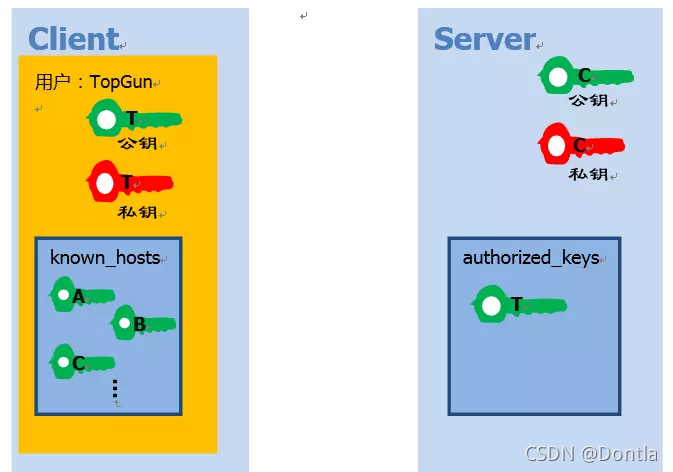 Client
用户：TopGun
T
公钥
T
私钥
known_hosts
A
B
C
Server
C
公钥
C
私钥
authorized_keys
T
CSDN @Dontla